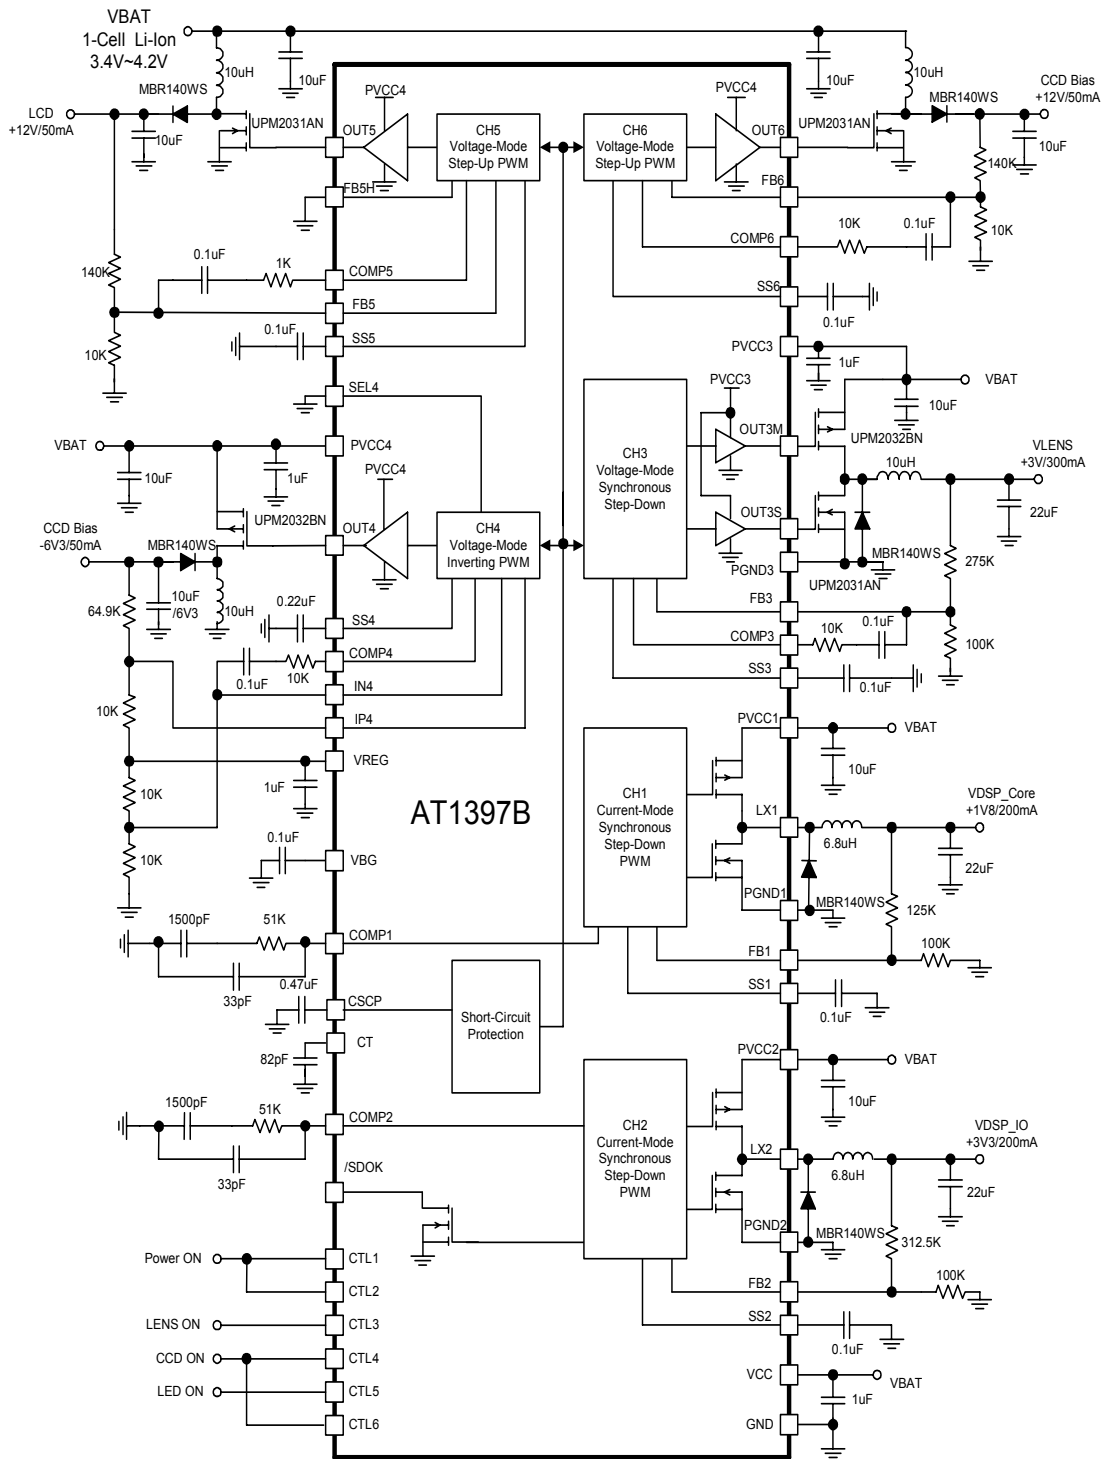 VBAT
1-Cell Li-Ion
3.4V~4.2V
10uH
10uF
10uF
10uH
MBR140WS
PVCC4
PVCC4
MBR140WS
CCD Bias
+12V/50mA
LCD
+12V/50mA
10uF
UPM2031AN
OUT5
CH5
Voltage-Mode
Step-Up PWM
CH6
Voltage-Mode
Step-Up PWM
OUT6
UPM2031AN
10uF
140K
FB5H
FB6
10K
0.1uF
10K
COMP6
0.1uF
1K
140K
COMP5
SS6
FB5
0.1uF
0.1uF
SS5
10K
PVCC3
1uF
SEL4
PVCC3
VBAT
10uF
VBAT
PVCC4
OUT3M
UPM2032BN
VLENS
+3V/300mA
10uF
1uF
PVCC4
CH3
Voltage-Mode
Synchronous
Step-Down
10uH
UPM2032BN
OUT4
OUT3S
22uF
CCD Bias
-6V3/50mA
MBR140WS
CH4
Voltage-Mode
Inverting PWM
MBR140WS
275K
PGND3
UPM2031AN
10uF
/6V3
10uH
0.22uF
FB3
64.9K
SS4
0.1uF
10K
COMP3
100K
COMP4
0.1uF
10K
SS3
0.1uF
IN4
10K
IP4
PVCC1
VBAT
VREG
10uF
1uF
10K
AT1397B
CH1
Current-Mode
Synchronous
Step-Down
PWM
LX1
VDSP_Core
+1V8/200mA
6.8uH
0.1uF
10K
VBG
22uF
PGND1
MBR140WS
125K
1500pF
51K
COMP1
FB1
100K
0.47uF
33pF
SS1
CSCP
Short-Circuit
Protection
0.1uF
CT
82pF
PVCC2
VBAT
10uF
1500pF
51K
COMP2
CH2
Current-Mode
Synchronous
Step-Down
PWM
VDSP_IO
+3V3/200mA
LX2
/SDOK
6.8uH
33pF
22uF
PGND2
MBR140WS
312.5K
Power ON
CTL1
100K
FB2
CTL2
SS2
LENS ON
CTL3
0.1uF
CCD ON
CTL4
VCC
VBAT
LED ON
CTL5
1uF
CTL6
GND